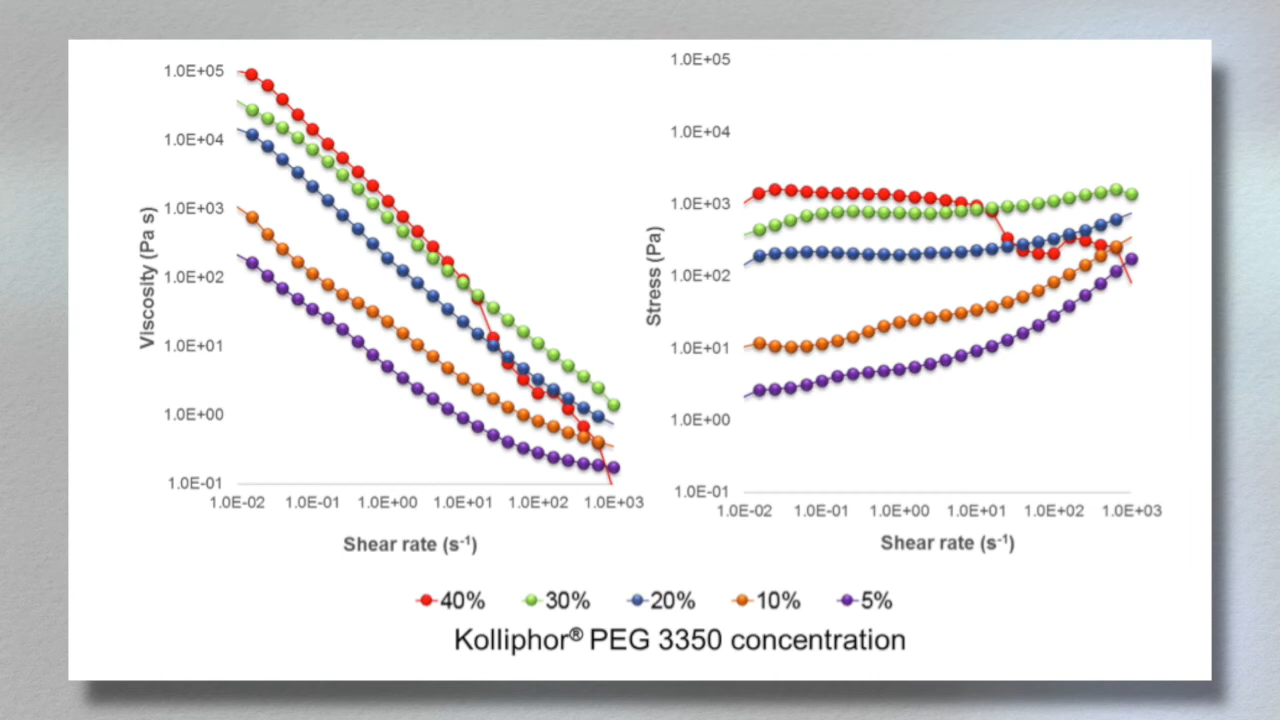 1.0E+05
1.0E+04
1.0E+03
1.0E+02
1.0E+01
1.0E+00
1.0E-01
Viscosity (Pa s)
1.0E-02 1.0E-01 1.0E+00 1.0E+01 1.0E+02 1.0E+03
Shear rate (s⁻¹)
1.0E+05
1.0E+04
1.0E+03
1.0E+02
1.0E+01
1.0E+00
1.0E-01
Stress (Pa)
1.0E-02 1.0E-01 1.0E+00 1.0E+01 1.0E+02 1.0E+03
Shear rate (s⁻¹)
40% 30% 20% 10% 5%
Kolliphor® PEG 3350 concentration